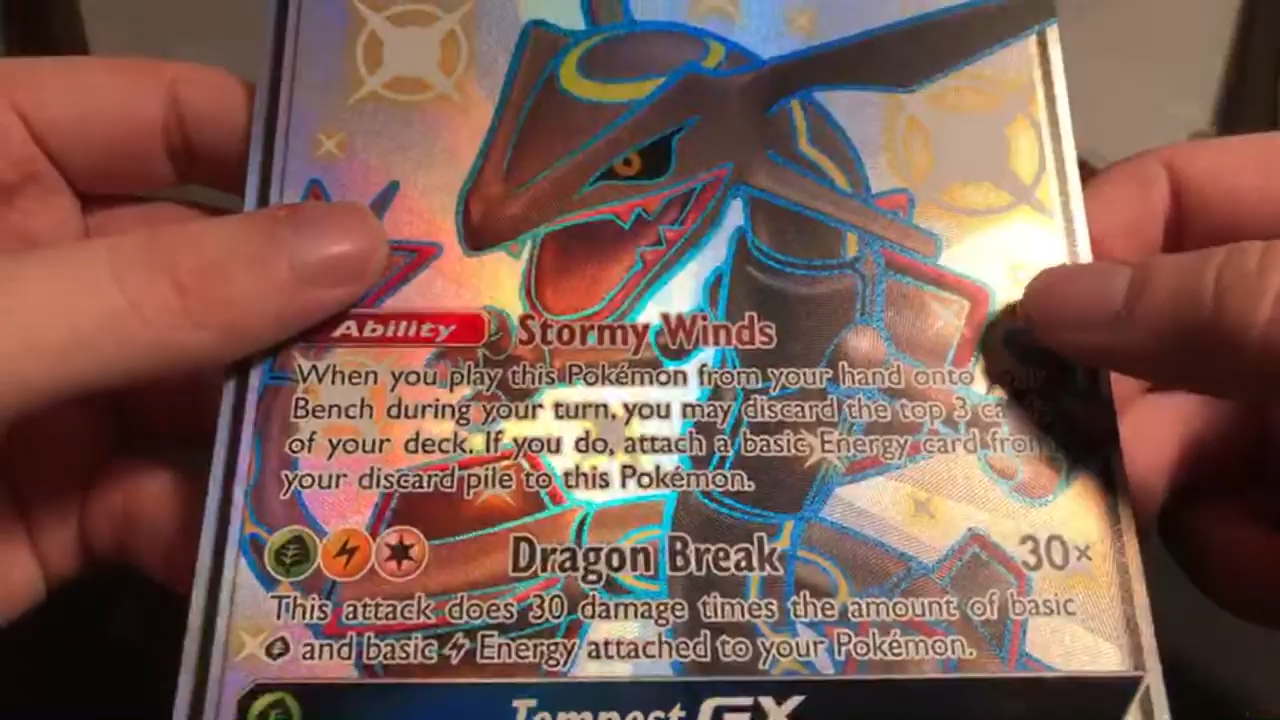 Ability Stormy Winds
When you play this Pokémon from your hand onto
Bench during your turn, you may discard the top 3
of your deck. If you do, attach a basic Energy card from
your discard pile to this Pokémon.
Dragon Break 30×
This attack does 30 damage times the amount of basic
and basic Energy attached to your Pokémon.
Tempest GX